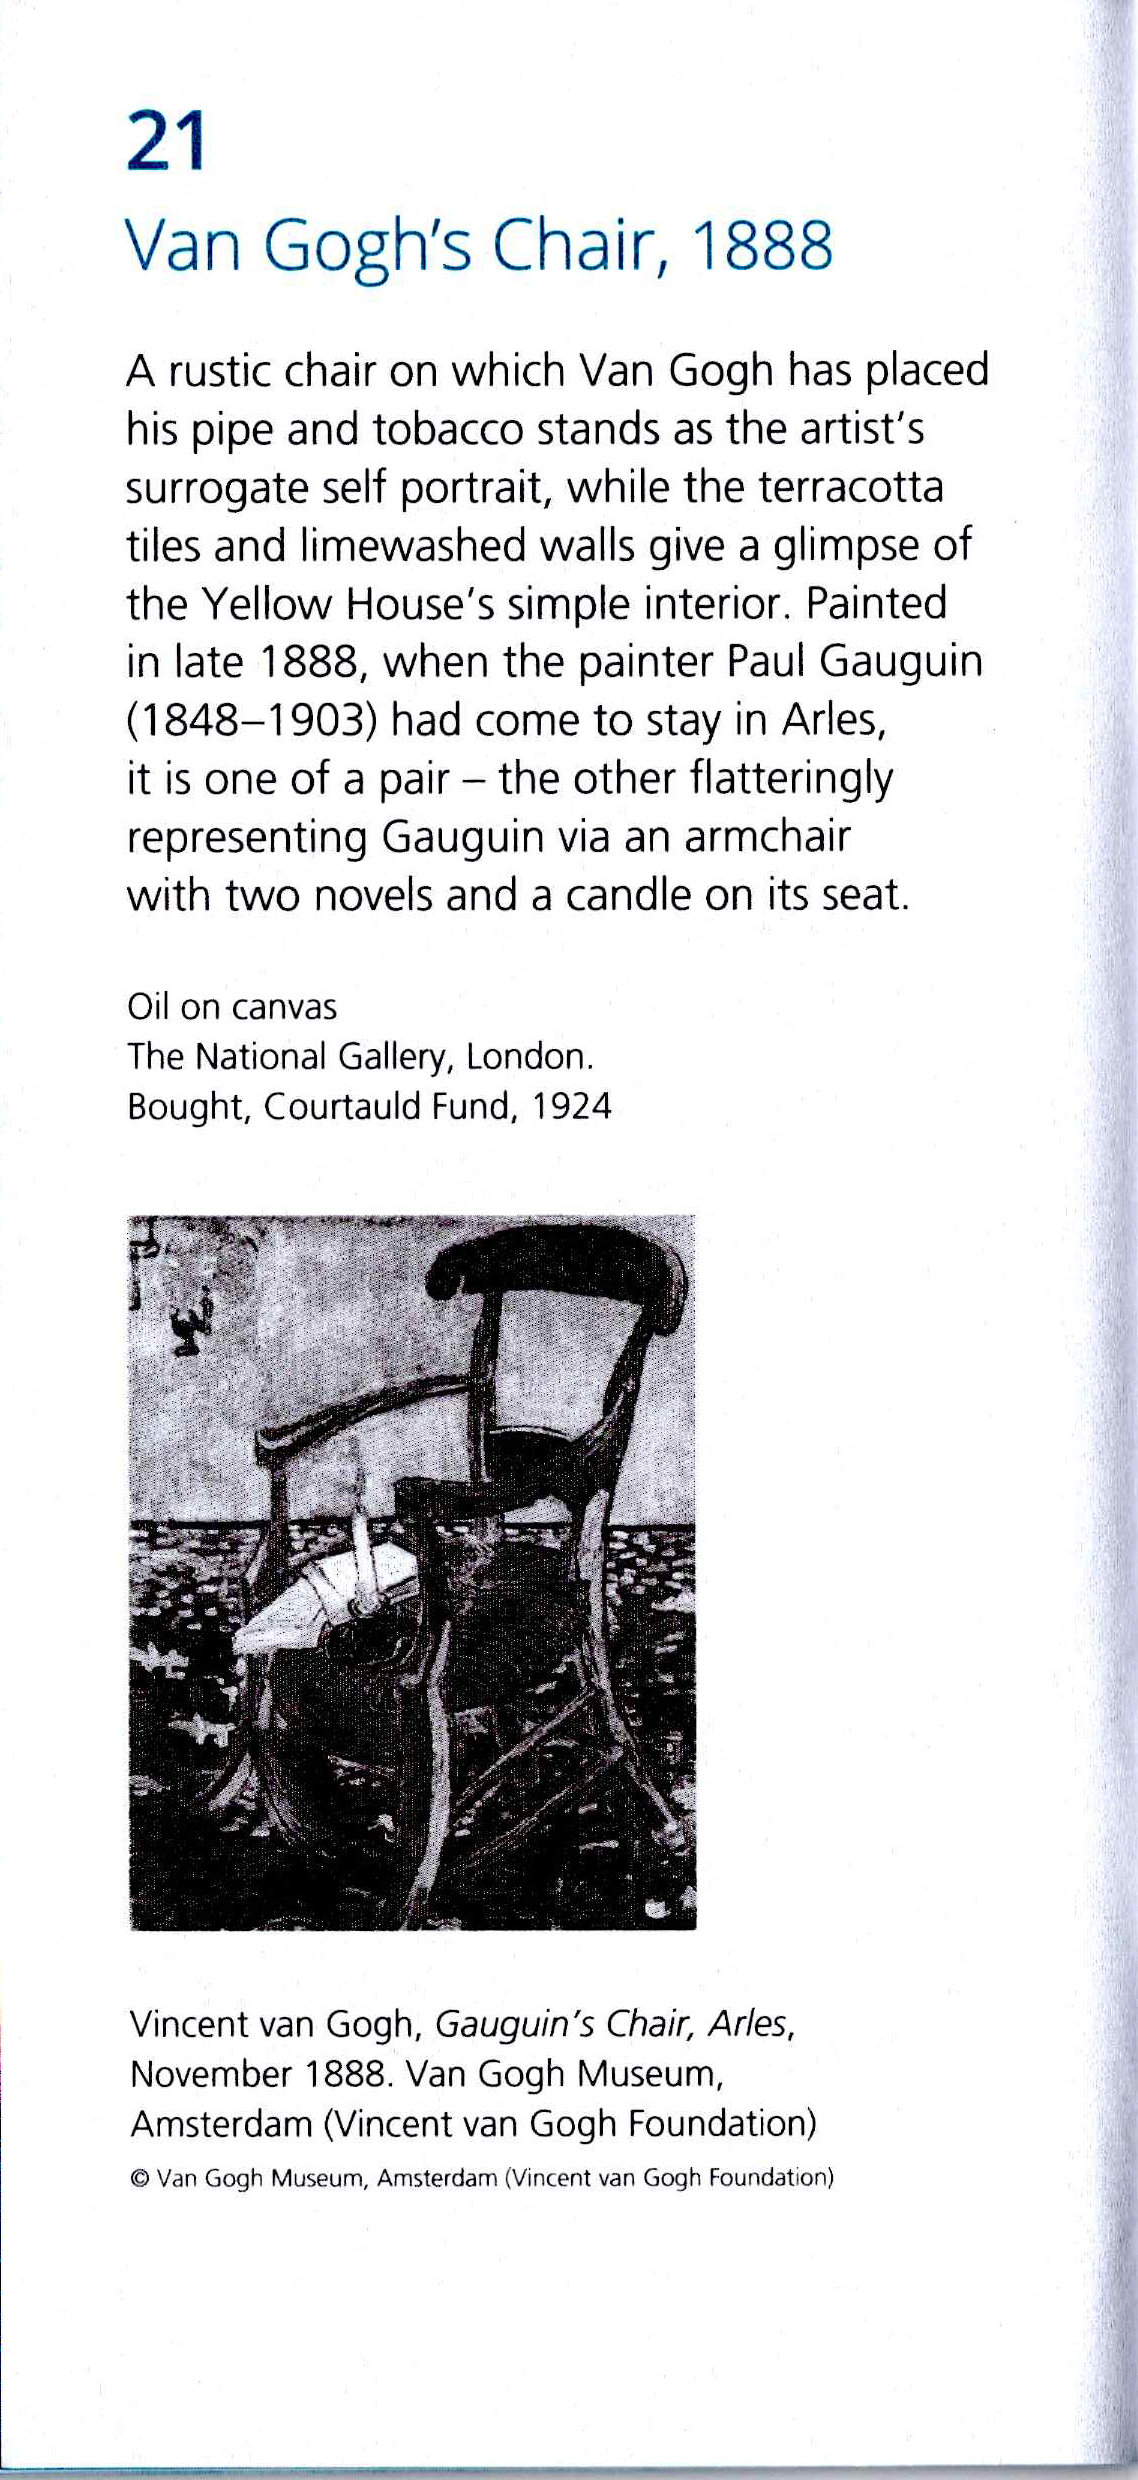 21
Van Gogh's Chair, 1888
A rustic chair on which Van Gogh has placed
his pipe and tobacco stands as the artist's
surrogate self portrait, while the terracotta
tiles and limewashed walls give a glimpse of
the Yellow House's simple interior. Painted
in late 1888, when the painter Paul Gauguin
(1848–1903) had come to stay in Arles,
it is one of a pair – the other flatteringly
representing Gauguin via an armchair
with two novels and a candle on its seat.
Oil on canvas
The National Gallery, London.
Bought, Courtauld Fund, 1924
Vincent van Gogh, Gauguin's Chair, Arles,
November 1888. Van Gogh Museum,
Amsterdam (Vincent van Gogh Foundation)
© Van Gogh Museum, Amsterdam (Vincent van Gogh Foundation)